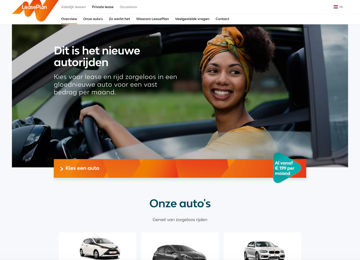 LeasePlan
Zakelijk leasen Private lease Occasions
NL
Overview Onze auto's Zo werkt het Waarom LeasePlan Veelgestelde vragen Contact
Dit is het nieuwe
autorijden
Kies voor lease en rijd zorgeloos in een
gloednieuwe auto voor een vast
bedrag per maand.
Kies een auto
Al vanaf
€ 199 per
maand
Onze auto's
Geniet van zorgeloos rijden